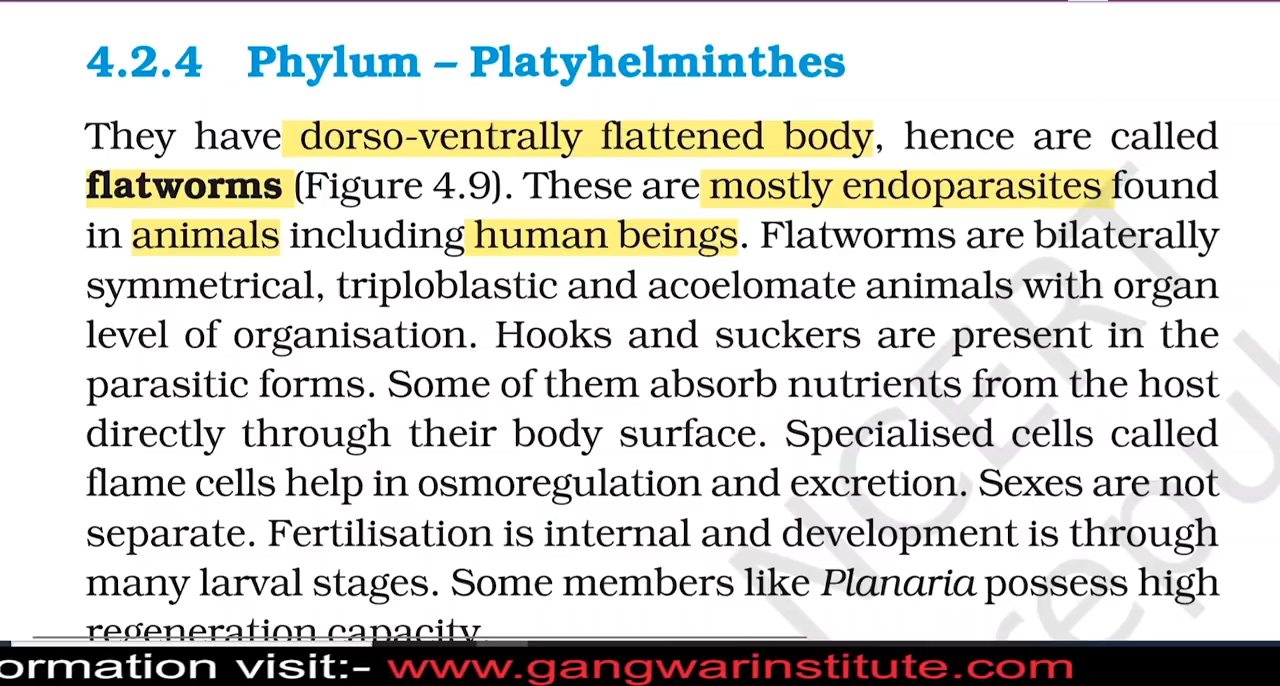 4.2.4 Phylum – Platyhelminthes
They have dorso-ventrally flattened body, hence are called
flatworms (Figure 4.9). These are mostly endoparasites found
in animals including human beings. Flatworms are bilaterally
symmetrical, triploblastic and acoelomate animals with organ
level of organisation. Hooks and suckers are present in the
parasitic forms. Some of them absorb nutrients from the host
directly through their body surface. Specialised cells called
flame cells help in osmoregulation and excretion. Sexes are not
separate. Fertilisation is internal and development is through
many larval stages. Some members like Planaria possess high
regeneration capacity.
NCERT
republ
ormation visit:- www.gangwarinstitute.com